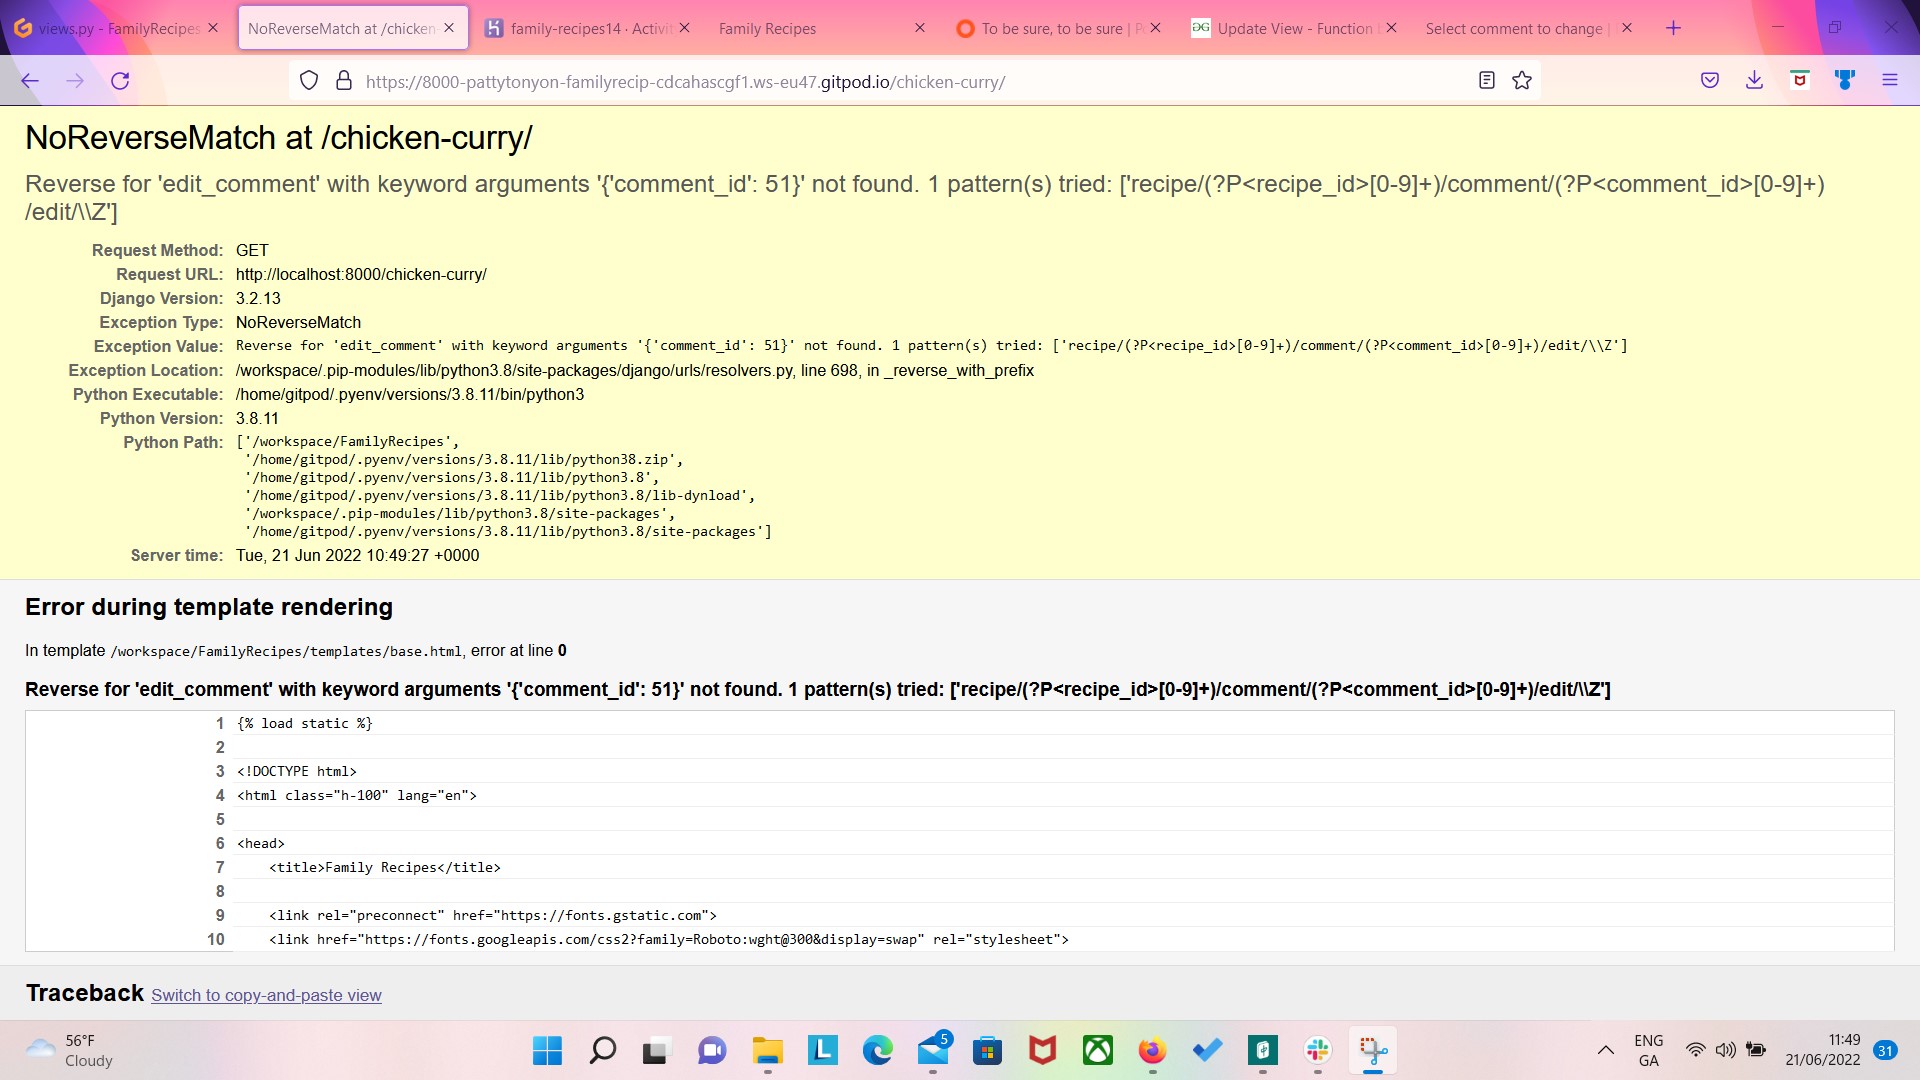 views.py - FamilyRecipes
NoReverseMatch at /chicken
family-recipes14 · Activit
Family Recipes
To be sure, to be sure | P
Update View - Function
Select comment to change |
https://8000-pattytonyon-familyrecip-cdcahascgf1.ws-eu47.gitpod.io/chicken-curry/
NoReverseMatch at /chicken-curry/
Reverse for 'edit_comment' with keyword arguments '{'comment_id': 51}' not found. 1 pattern(s) tried: ['recipe/(?P<recipe_id>[0-9]+)/comment/(?P<comment_id>[0-9]+)
/edit/\\Z']
Request Method: GET
Request URL: http://localhost:8000/chicken-curry/
Django Version: 3.2.13
Exception Type: NoReverseMatch
Exception Value: Reverse for 'edit_comment' with keyword arguments '{'comment_id': 51}' not found. 1 pattern(s) tried: ['recipe/(?P<recipe_id>[0-9]+)/comment/(?P<comment_id>[0-9]+)/edit/\\Z']
Exception Location: /workspace/.pip-modules/lib/python3.8/site-packages/django/urls/resolvers.py, line 698, in _reverse_with_prefix
Python Executable: /home/gitpod/.pyenv/versions/3.8.11/bin/python3
Python Version: 3.8.11
Python Path: ['/workspace/FamilyRecipes',
'/home/gitpod/.pyenv/versions/3.8.11/lib/python38.zip',
'/home/gitpod/.pyenv/versions/3.8.11/lib/python3.8',
'/home/gitpod/.pyenv/versions/3.8.11/lib/python3.8/lib-dynload',
'/workspace/.pip-modules/lib/python3.8/site-packages',
'/home/gitpod/.pyenv/versions/3.8.11/lib/python3.8/site-packages']
Server time: Tue, 21 Jun 2022 10:49:27 +0000
Error during template rendering
In template /workspace/FamilyRecipes/templates/base.html, error at line 0
Reverse for 'edit_comment' with keyword arguments '{'comment_id': 51}' not found. 1 pattern(s) tried: ['recipe/(?P<recipe_id>[0-9]+)/comment/(?P<comment_id>[0-9]+)/edit/\\Z']
1 {% load static %}
2
3 <!DOCTYPE html>
4 <html class="h-100" lang="en">
5
6 <head>
7 <title>Family Recipes</title>
8
9 <link rel="preconnect" href="https://fonts.gstatic.com">
10 <link href="https://fonts.googleapis.com/css2?family=Roboto:wght@300&display=swap" rel="stylesheet">
Traceback Switch to copy-and-paste view
56°F
Cloudy
5
ENG
GA
11:49
21/06/2022
31